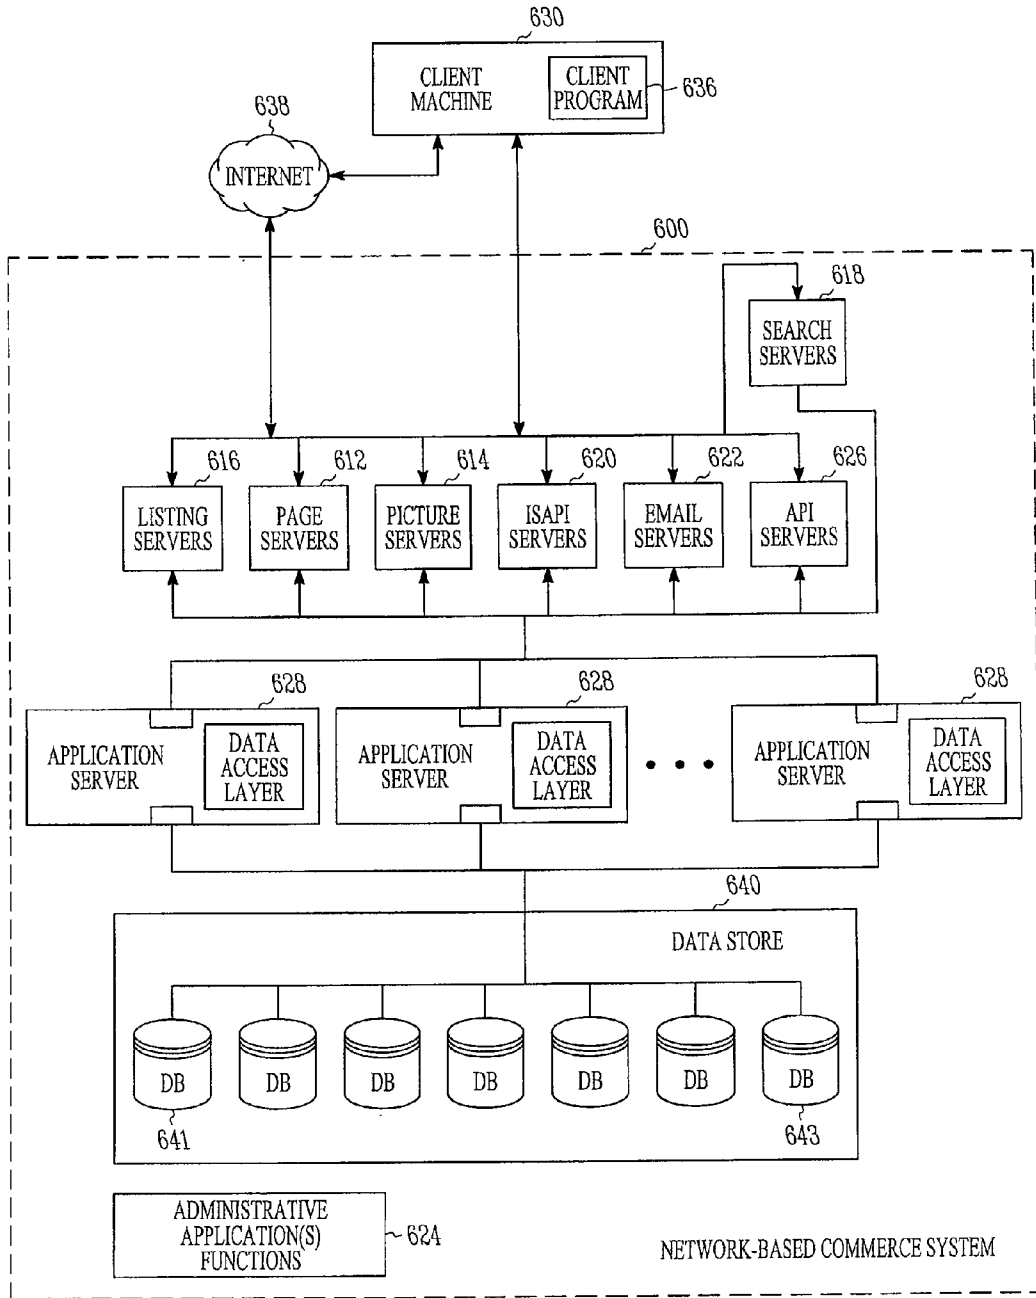 630
CLIENT
MACHINE
CLIENT
PROGRAM
636
638
INTERNET
600
618
SEARCH
SERVERS
616
612
614
620
622
626
LISTING
SERVERS
PAGE
SERVERS
PICTURE
SERVERS
ISAPI
SERVERS
EMAIL
SERVERS
API
SERVERS
628
628
628
APPLICATION
SERVER
DATA
ACCESS
LAYER
APPLICATION
SERVER
DATA
ACCESS
LAYER
APPLICATION
SERVER
DATA
ACCESS
LAYER
640
DATA STORE
DB
DB
DB
DB
DB
DB
DB
641
643
ADMINISTRATIVE
APPLICATION(S)
FUNCTIONS
624
NETWORK-BASED COMMERCE SYSTEM